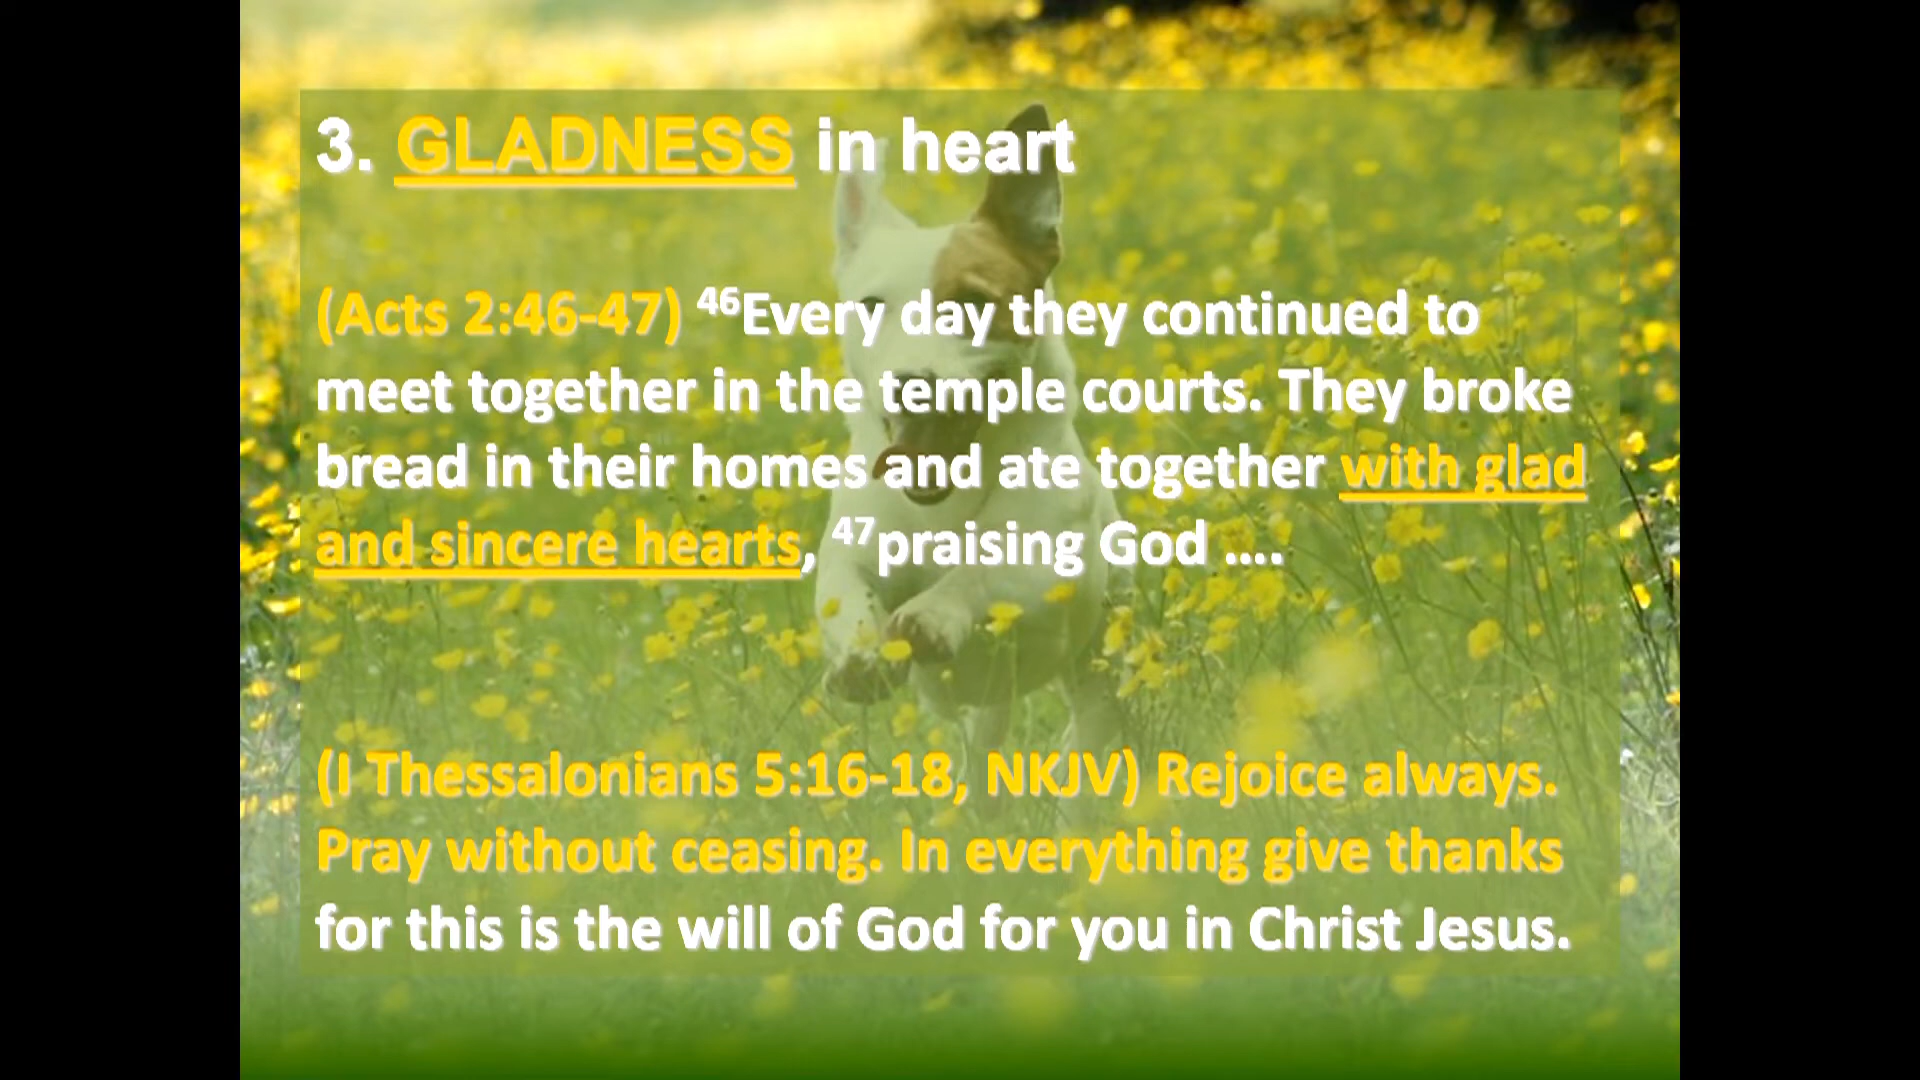 3. GLADNESS in heart
(Acts 2:46-47) ⁴⁶Every day they continued to
meet together in the temple courts. They broke
bread in their homes and ate together with glad
and sincere hearts, ⁴⁷praising God ....
(I Thessalonians 5:16-18, NKJV) Rejoice always.
Pray without ceasing. In everything give thanks
for this is the will of God for you in Christ Jesus.